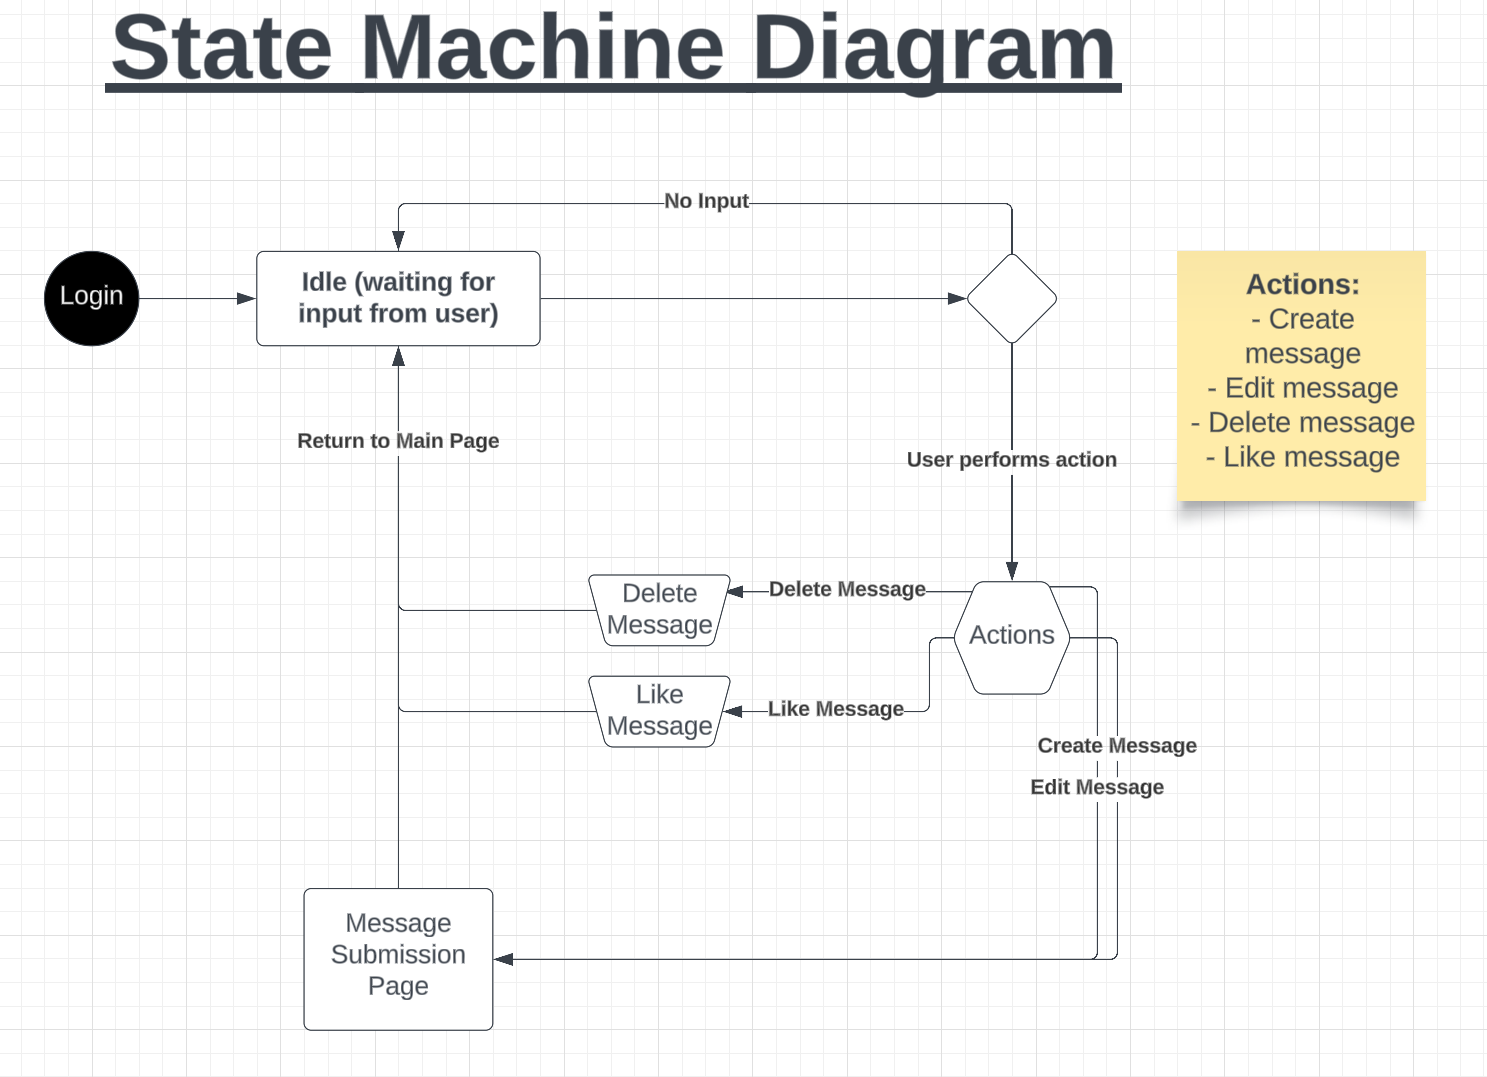 State Machine Diagram
No Input
Login
Idle (waiting for
input from user)
Actions:
- Create
message
- Edit message
- Delete message
- Like message
Return to Main Page
User performs action
Delete
Message
Delete Message
Actions
Like
Message
Like Message
Create Message
Edit Message
Message
Submission
Page